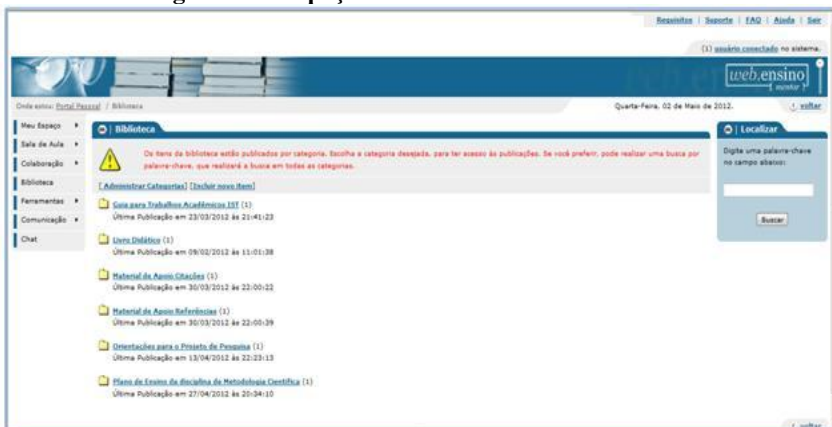 Requisitos | Suporte | FAQ | Ajuda | Sair
(1) usuário conectado no sistema.
web.ensino
mentor
Onde estou: Portal Pessoal / Biblioteca
Quarta-Feira, 02 de Maio de 2012.
voltar
Meu Espaço
Sala de Aula
Colaboração
Biblioteca
Ferramentas
Comunicação
Chat
| Biblioteca
Os itens da biblioteca estão publicados por categoria. Escolha a categoria desejada, para ter acesso às publicações. Se você preferir, pode realizar uma busca por
palavra-chave, que realizará a busca em todas as categorias.
[ Administrar Categorias] [Incluir novo item]
Guia para Trabalhos Acadêmicos IST (1)
Última Publicação em 23/03/2012 às 21:41:23
Livro Didático (1)
Última Publicação em 09/02/2012 às 11:01:38
Material de Apoio Citações (1)
Última Publicação em 30/03/2012 às 22:00:22
Material de Apoio Referências (1)
Última Publicação em 30/03/2012 às 22:00:39
Orientações para o Projeto de Pesquisa (1)
Última Publicação em 13/04/2012 às 22:23:13
Plano de Ensino da disciplina de Metodologia Científica (1)
Última Publicação em 27/04/2012 às 20:34:10
| Localizar
Digite uma palavra-chave
no campo abaixo:
Buscar
voltar